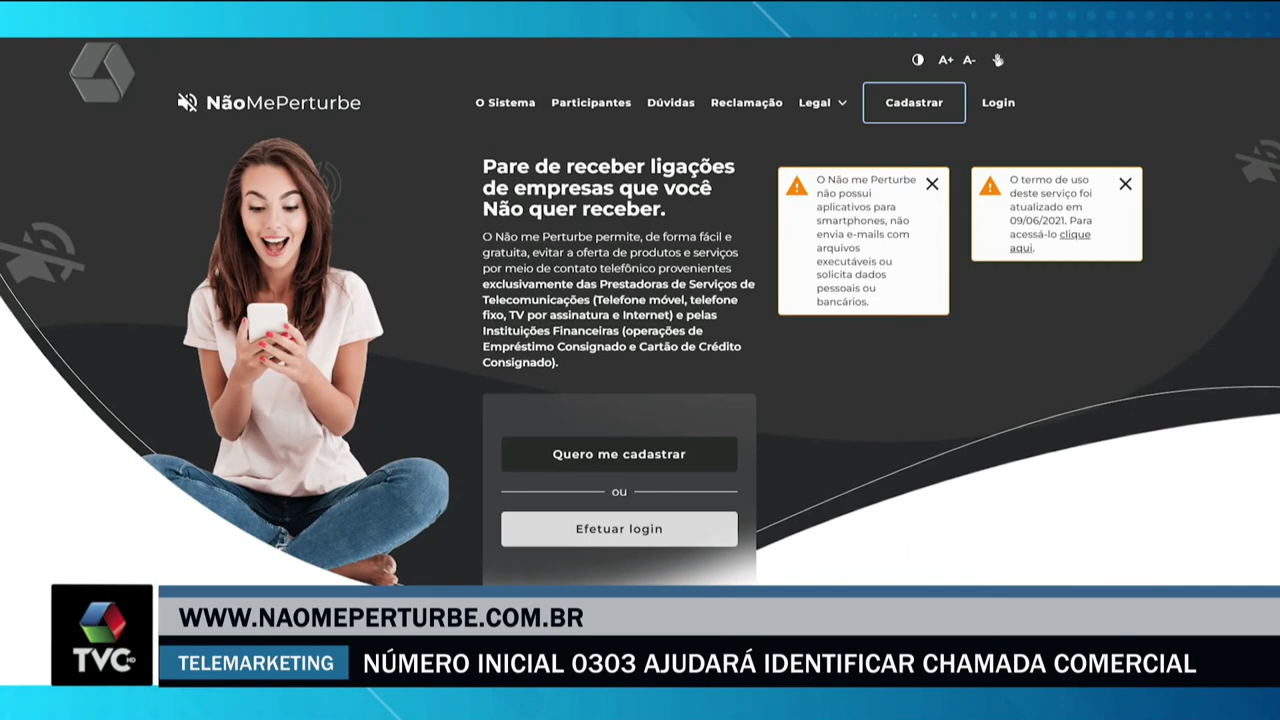 A+ A-
NãoMePerturbe
O Sistema Participantes Dúvidas Reclamação Legal Cadastrar Login
Pare de receber ligações
de empresas que você
Não quer receber.
O Não me Perturbe permite, de forma fácil e
gratuita, evitar a oferta de produtos e serviços
por meio de contato telefônico provenientes
exclusivamente das Prestadoras de Serviços de
Telecomunicações (Telefone móvel, telefone
fixo, TV por assinatura e Internet) e pelas
Instituições Financeiras (operações de
Empréstimo Consignado e Cartão de Crédito
Consignado).
O Não me Perturbe
não possui
aplicativos para
smartphones, não
envia e-mails com
arquivos
executáveis ou
solicita dados
pessoais ou
bancários.
O termo de uso
deste serviço foi
atualizado em
09/06/2021. Para
acessá-lo clique
aqui.
Quero me cadastrar
ou
Efetuar login
WWW.NAOMEPERTURBE.COM.BR
TVC HD
TELEMARKETING NÚMERO INICIAL 0303 AJUDARÁ IDENTIFICAR CHAMADA COMERCIAL